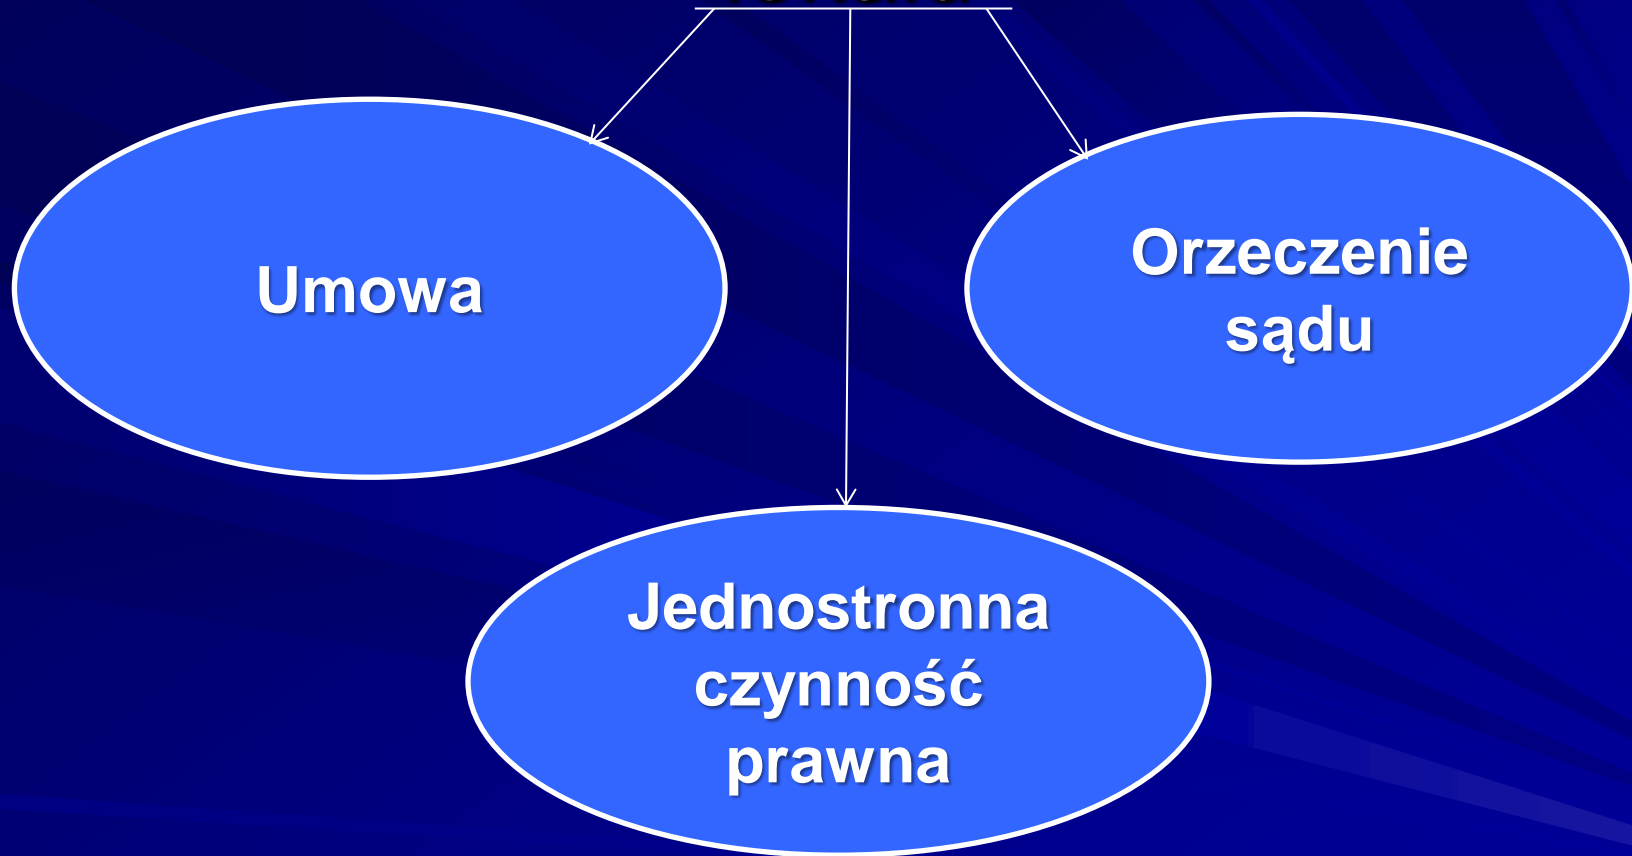 Umowa
Orzeczenie
sądu
Jednostronna
czynność
prawna